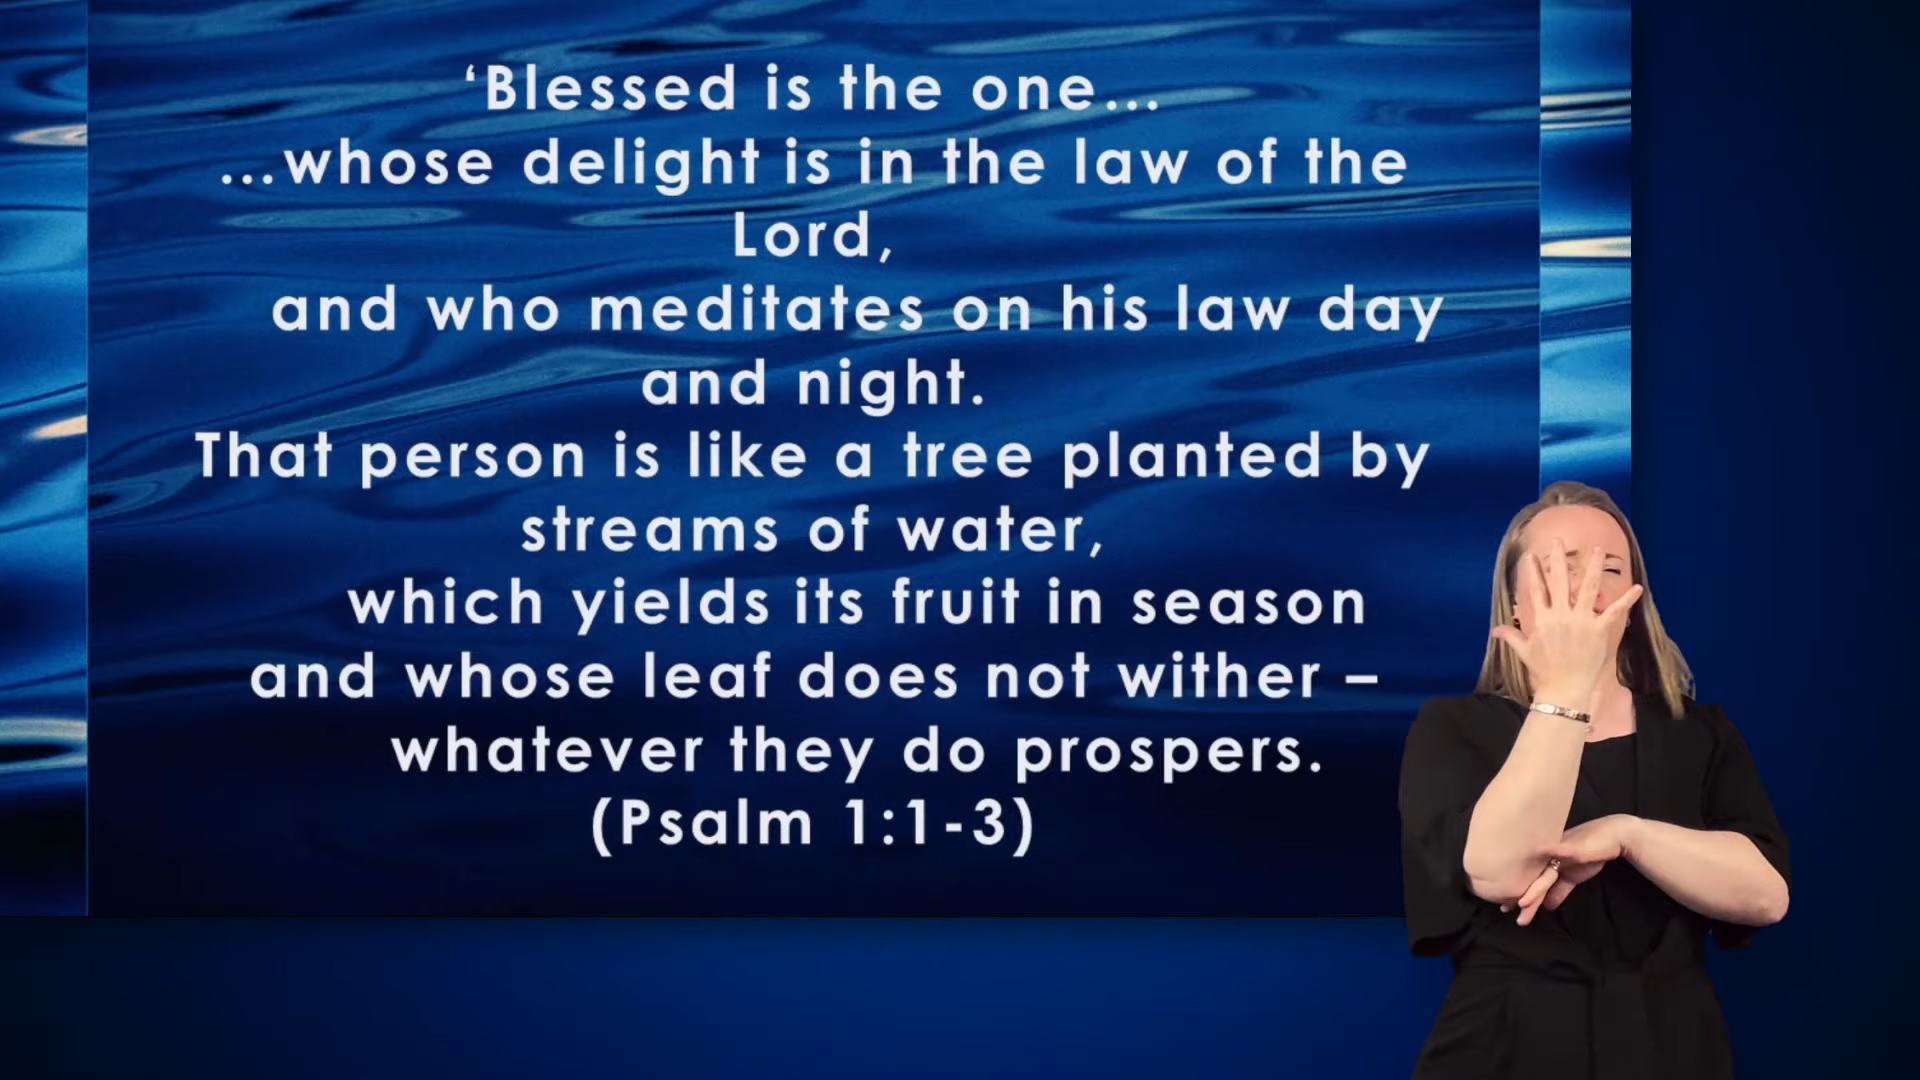 ‘Blessed is the one...
...whose delight is in the law of the
Lord,
and who meditates on his law day
and night.
That person is like a tree planted by
streams of water,
which yields its fruit in season
and whose leaf does not wither –
whatever they do prospers.
(Psalm 1:1-3)